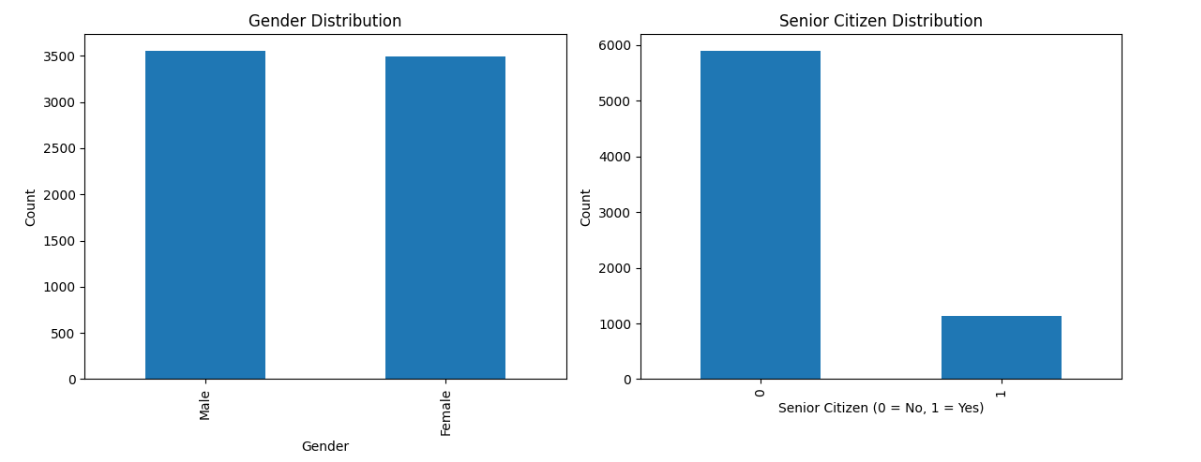 Gender Distribution
3500
3000
2500
2000
1500
1000
500
0
Count
Male
Female
Gender
Senior Citizen Distribution
6000
5000
4000
3000
2000
1000
0
Count
0
1
Senior Citizen (0 = No, 1 = Yes)